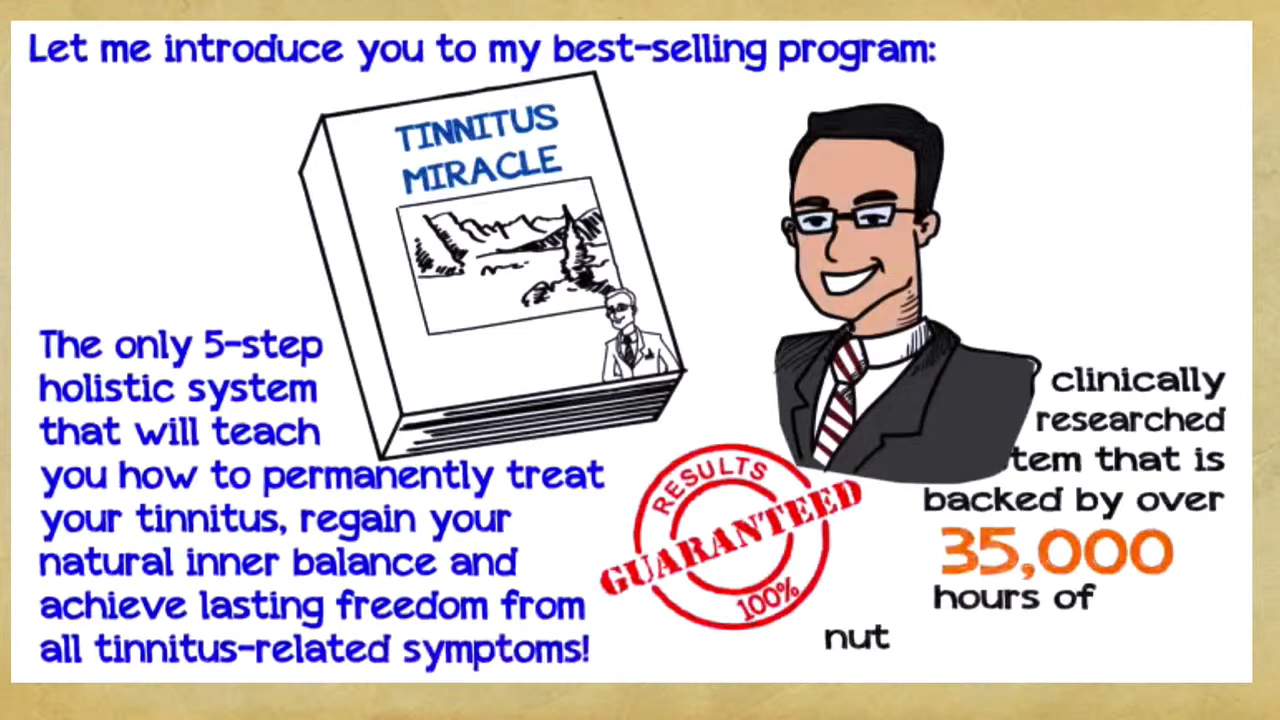 Let me introduce you to my best-selling program:
TINNITUS
MIRACLE
The only 5-step
holistic system
that will teach
you how to permanently treat
your tinnitus, regain your
natural inner balance and
achieve lasting freedom from
all tinnitus-related symptoms!
RESULTS
GUARANTEED
100%
clinically
researched
tem that is
backed by over
35,000
hours of
nut